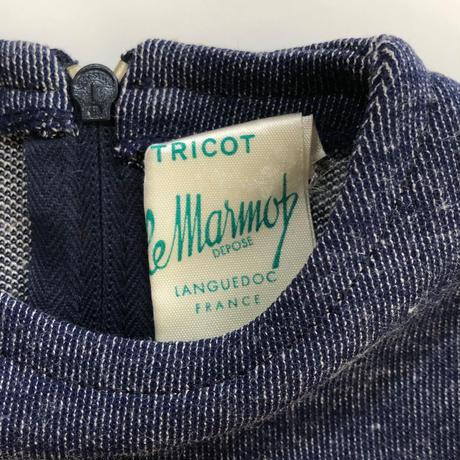 TRICOT
le Marmot
DEPOSE
LANGUEDOC
FRANCE